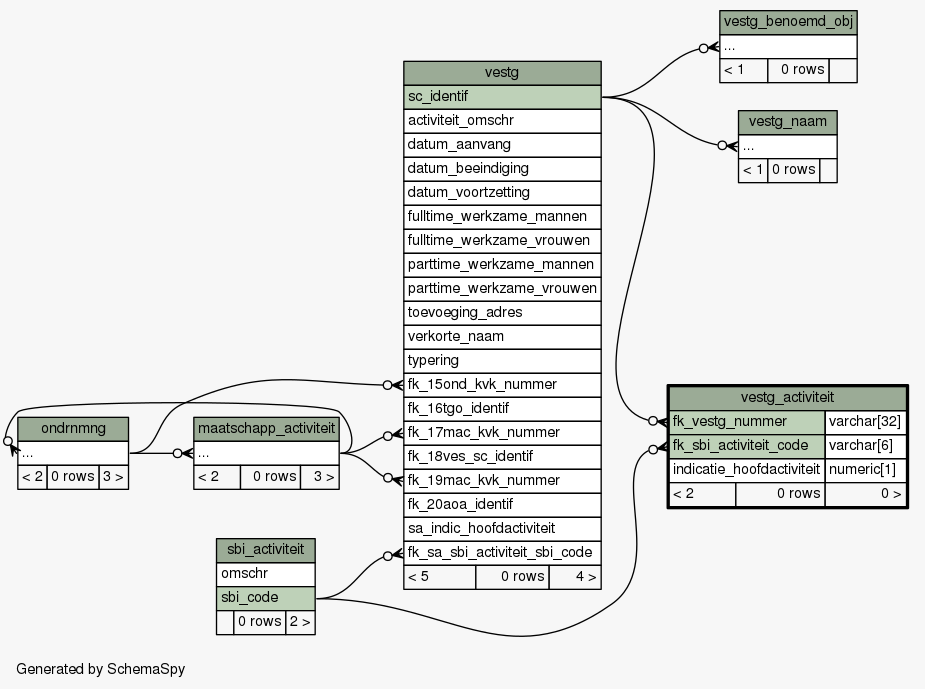 vestg_benoemd_obj
...
< 1 0 rows
vestg
sc_identif
activiteit_omschr
datum_aanvang
datum_beeindiging
datum_voortzetting
fulltime_werkzame_mannen
fulltime_werkzame_vrouwen
parttime_werkzame_mannen
parttime_werkzame_vrouwen
toevoeging_adres
verkorte_naam
typering
fk_15ond_kvk_nummer
fk_16tgo_identif
fk_17mac_kvk_nummer
fk_18ves_sc_identif
fk_19mac_kvk_nummer
fk_20aoa_identif
sa_indic_hoofdactiviteit
fk_sa_sbi_activiteit_sbi_code
< 5 0 rows 4 >
vestg_naam
...
< 1 0 rows
vestg_activiteit
fk_vestg_nummer varchar[32]
fk_sbi_activiteit_code varchar[6]
indicatie_hoofdactiviteit numeric[1]
< 2 0 rows 0 >
ondrnmng
...
< 2 0 rows 3 >
maatschapp_activiteit
...
< 2 0 rows 3 >
sbi_activiteit
omschr
sbi_code
0 rows 2 >
Generated by SchemaSpy